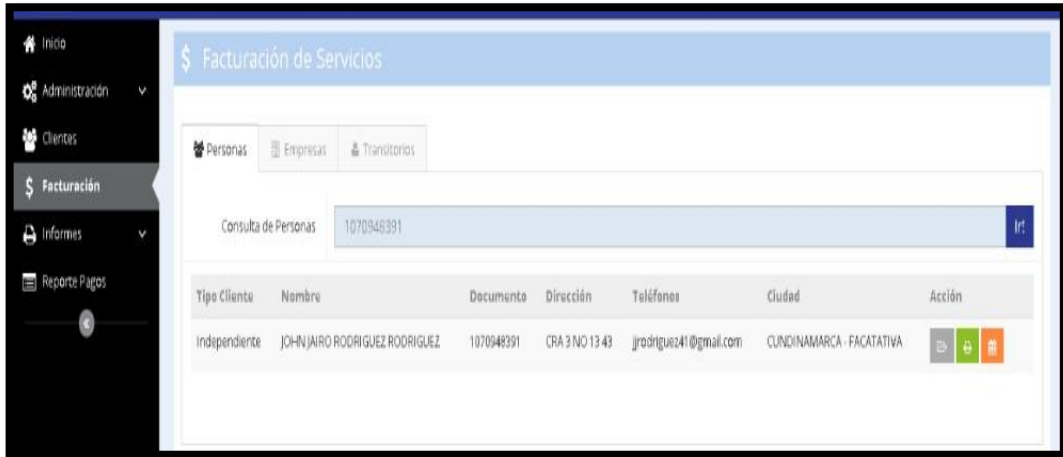 Inicio
Administración
Clientes
Facturación
Informes
Reporte Pagos
$ Facturación de Servicios
Personas Empresas Transitorios
Consulta de Personas 1070948391 Ir!
Tipo Cliente Nombre Documento Dirección Teléfonos Ciudad Acción
Independiente JOHN JAIRO RODRIGUEZ RODRIGUEZ 1070948391 CRA 3 NO 13 43 jjrodriguez41@gmail.com CUNDINAMARCA - FACATATIVA